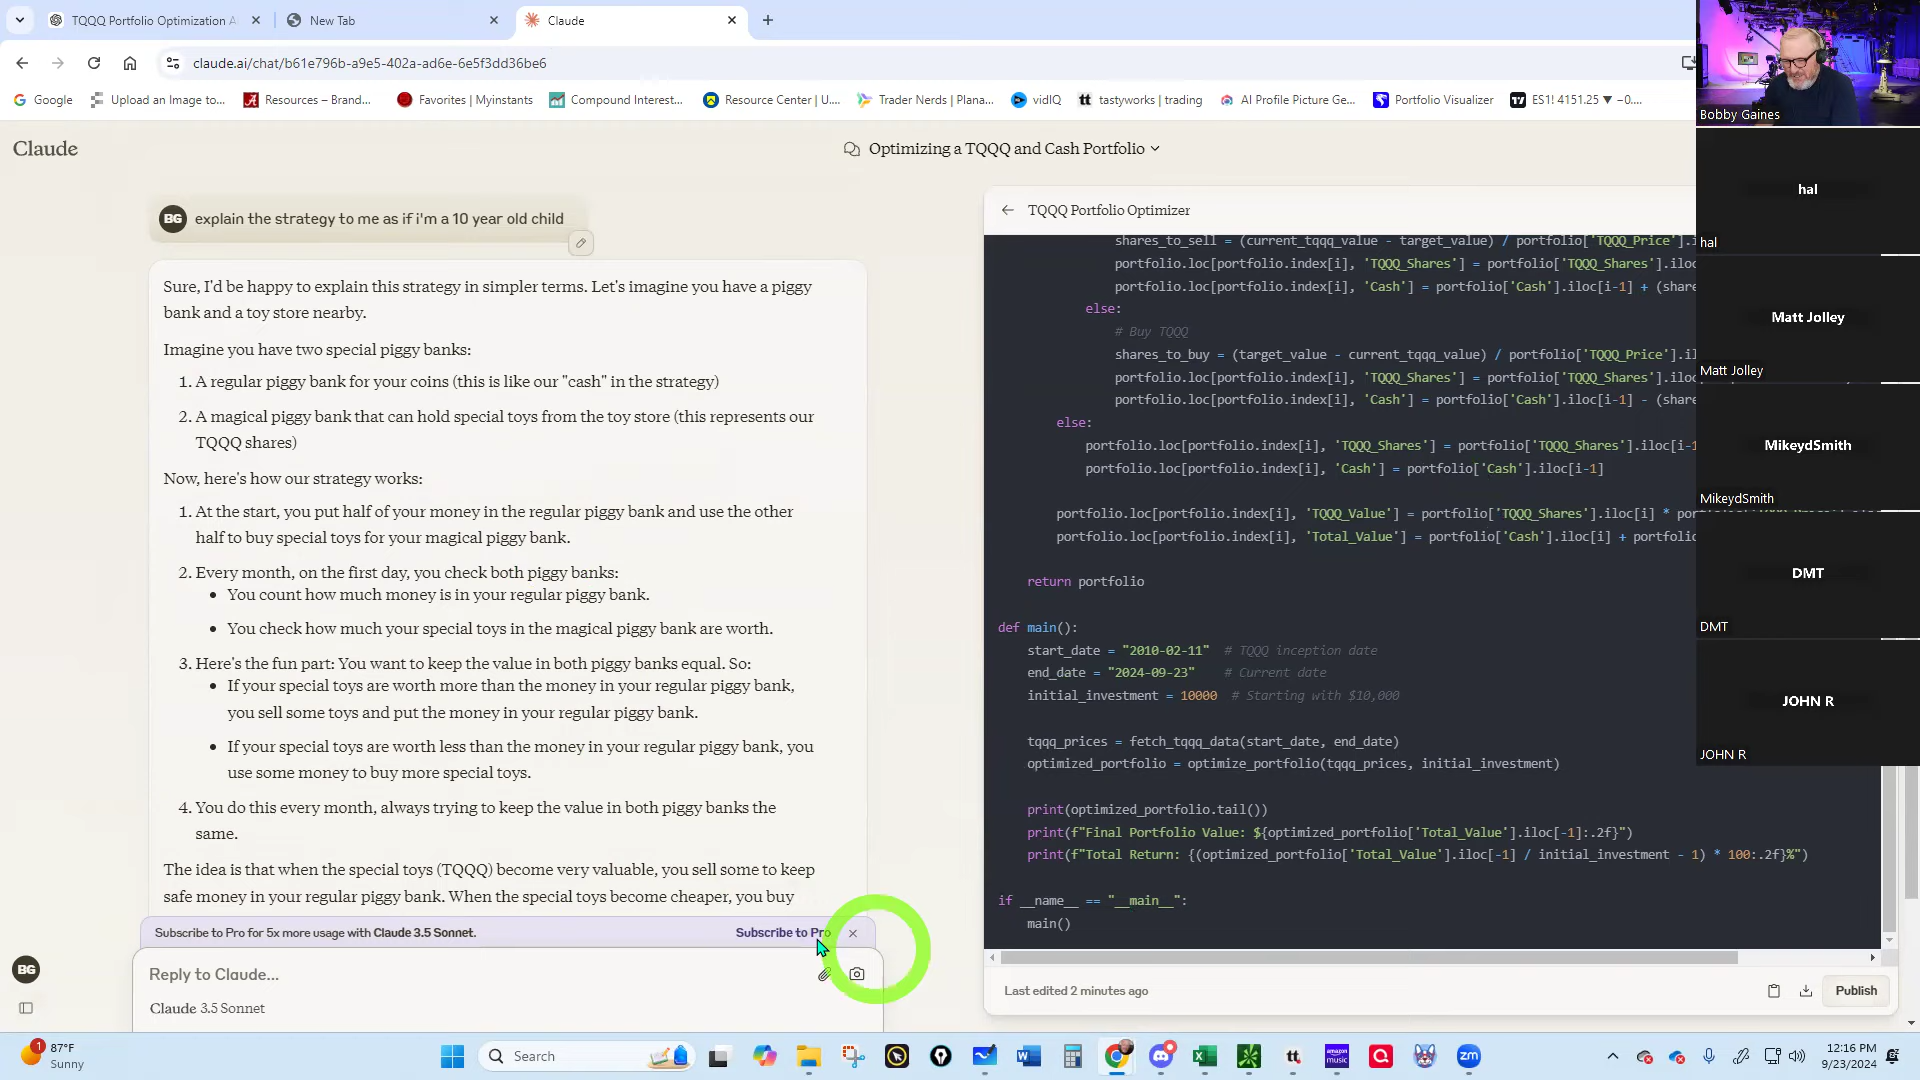 TQQQ Portfolio Optimization A
New Tab
Claude
claude.ai/chat/b61e796b-a9e5-402a-ad6e-6e5f3dd36be6
Google
Upload an Image to...
Resources – Brand...
Favorites | Myinstants
Compound Interest...
Resource Center | U...
Trader Nerds | Plana...
vidIQ
tastyworks | trading
AI Profile Picture Ge...
Portfolio Visualizer
ES1! 4151.25 ▼ −0....
Claude
Optimizing a TQQQ and Cash Portfolio
BG
explain the strategy to me as if i'm a 10 year old child
Sure, I'd be happy to explain this strategy in simpler terms. Let's imagine you have a piggy
bank and a toy store nearby.
Imagine you have two special piggy banks:
1. A regular piggy bank for your coins (this is like our "cash" in the strategy)
2. A magical piggy bank that can hold special toys from the toy store (this represents our
TQQQ shares)
Now, here's how our strategy works:
1. At the start, you put half of your money in the regular piggy bank and use the other
half to buy special toys for your magical piggy bank.
2. Every month, on the first day, you check both piggy banks:
• You count how much money is in your regular piggy bank.
• You check how much your special toys in the magical piggy bank are worth.
3. Here's the fun part: You want to keep the value in both piggy banks equal. So:
• If your special toys are worth more than the money in your regular piggy bank,
you sell some toys and put the money in your regular piggy bank.
• If your special toys are worth less than the money in your regular piggy bank, you
use some money to buy more special toys.
4. You do this every month, always trying to keep the value in both piggy banks the
same.
The idea is that when the special toys (TQQQ) become very valuable, you sell some to keep
safe money in your regular piggy bank. When the special toys become cheaper, you buy
Subscribe to Pro for 5x more usage with Claude 3.5 Sonnet.
Subscribe to Pro
Reply to Claude...
Claude 3.5 Sonnet
BG
TQQQ Portfolio Optimizer
shares_to_sell = (current_tqqq_value - target_value) / portfolio['TQQQ_Price'].i
portfolio.loc[portfolio.index[i], 'TQQQ_Shares'] = portfolio['TQQQ_Shares'].iloc
portfolio.loc[portfolio.index[i], 'Cash'] = portfolio['Cash'].iloc[i-1] + (share
else:
# Buy TQQQ
shares_to_buy = (target_value - current_tqqq_value) / portfolio['TQQQ_Price'].il
portfolio.loc[portfolio.index[i], 'TQQQ_Shares'] = portfolio['TQQQ_Shares'].iloc
portfolio.loc[portfolio.index[i], 'Cash'] = portfolio['Cash'].iloc[i-1] - (share
else:
portfolio.loc[portfolio.index[i], 'TQQQ_Shares'] = portfolio['TQQQ_Shares'].iloc[i-1
portfolio.loc[portfolio.index[i], 'Cash'] = portfolio['Cash'].iloc[i-1]
portfolio.loc[portfolio.index[i], 'TQQQ_Value'] = portfolio['TQQQ_Shares'].iloc[i] * por
portfolio.loc[portfolio.index[i], 'Total_Value'] = portfolio['Cash'].iloc[i] + portfolio
return portfolio
def main():
start_date = "2010-02-11" # TQQQ inception date
end_date = "2024-09-23" # Current date
initial_investment = 10000 # Starting with $10,000
tqqq_prices = fetch_tqqq_data(start_date, end_date)
optimized_portfolio = optimize_portfolio(tqqq_prices, initial_investment)
print(optimized_portfolio.tail())
print(f"Final Portfolio Value: ${optimized_portfolio['Total_Value'].iloc[-1]:.2f}")
print(f"Total Return: {(optimized_portfolio['Total_Value'].iloc[-1] / initial_investment - 1) * 100:.2f}%")
if __name__ == "__main__":
main()
Last edited 2 minutes ago
Publish
Bobby Gaines
hal
hal
Matt Jolley
Matt Jolley
MikeydSmith
MikeydSmith
DMT
DMT
JOHN R
JOHN R
1
87°F
Sunny
Search
12:16 PM
9/23/2024